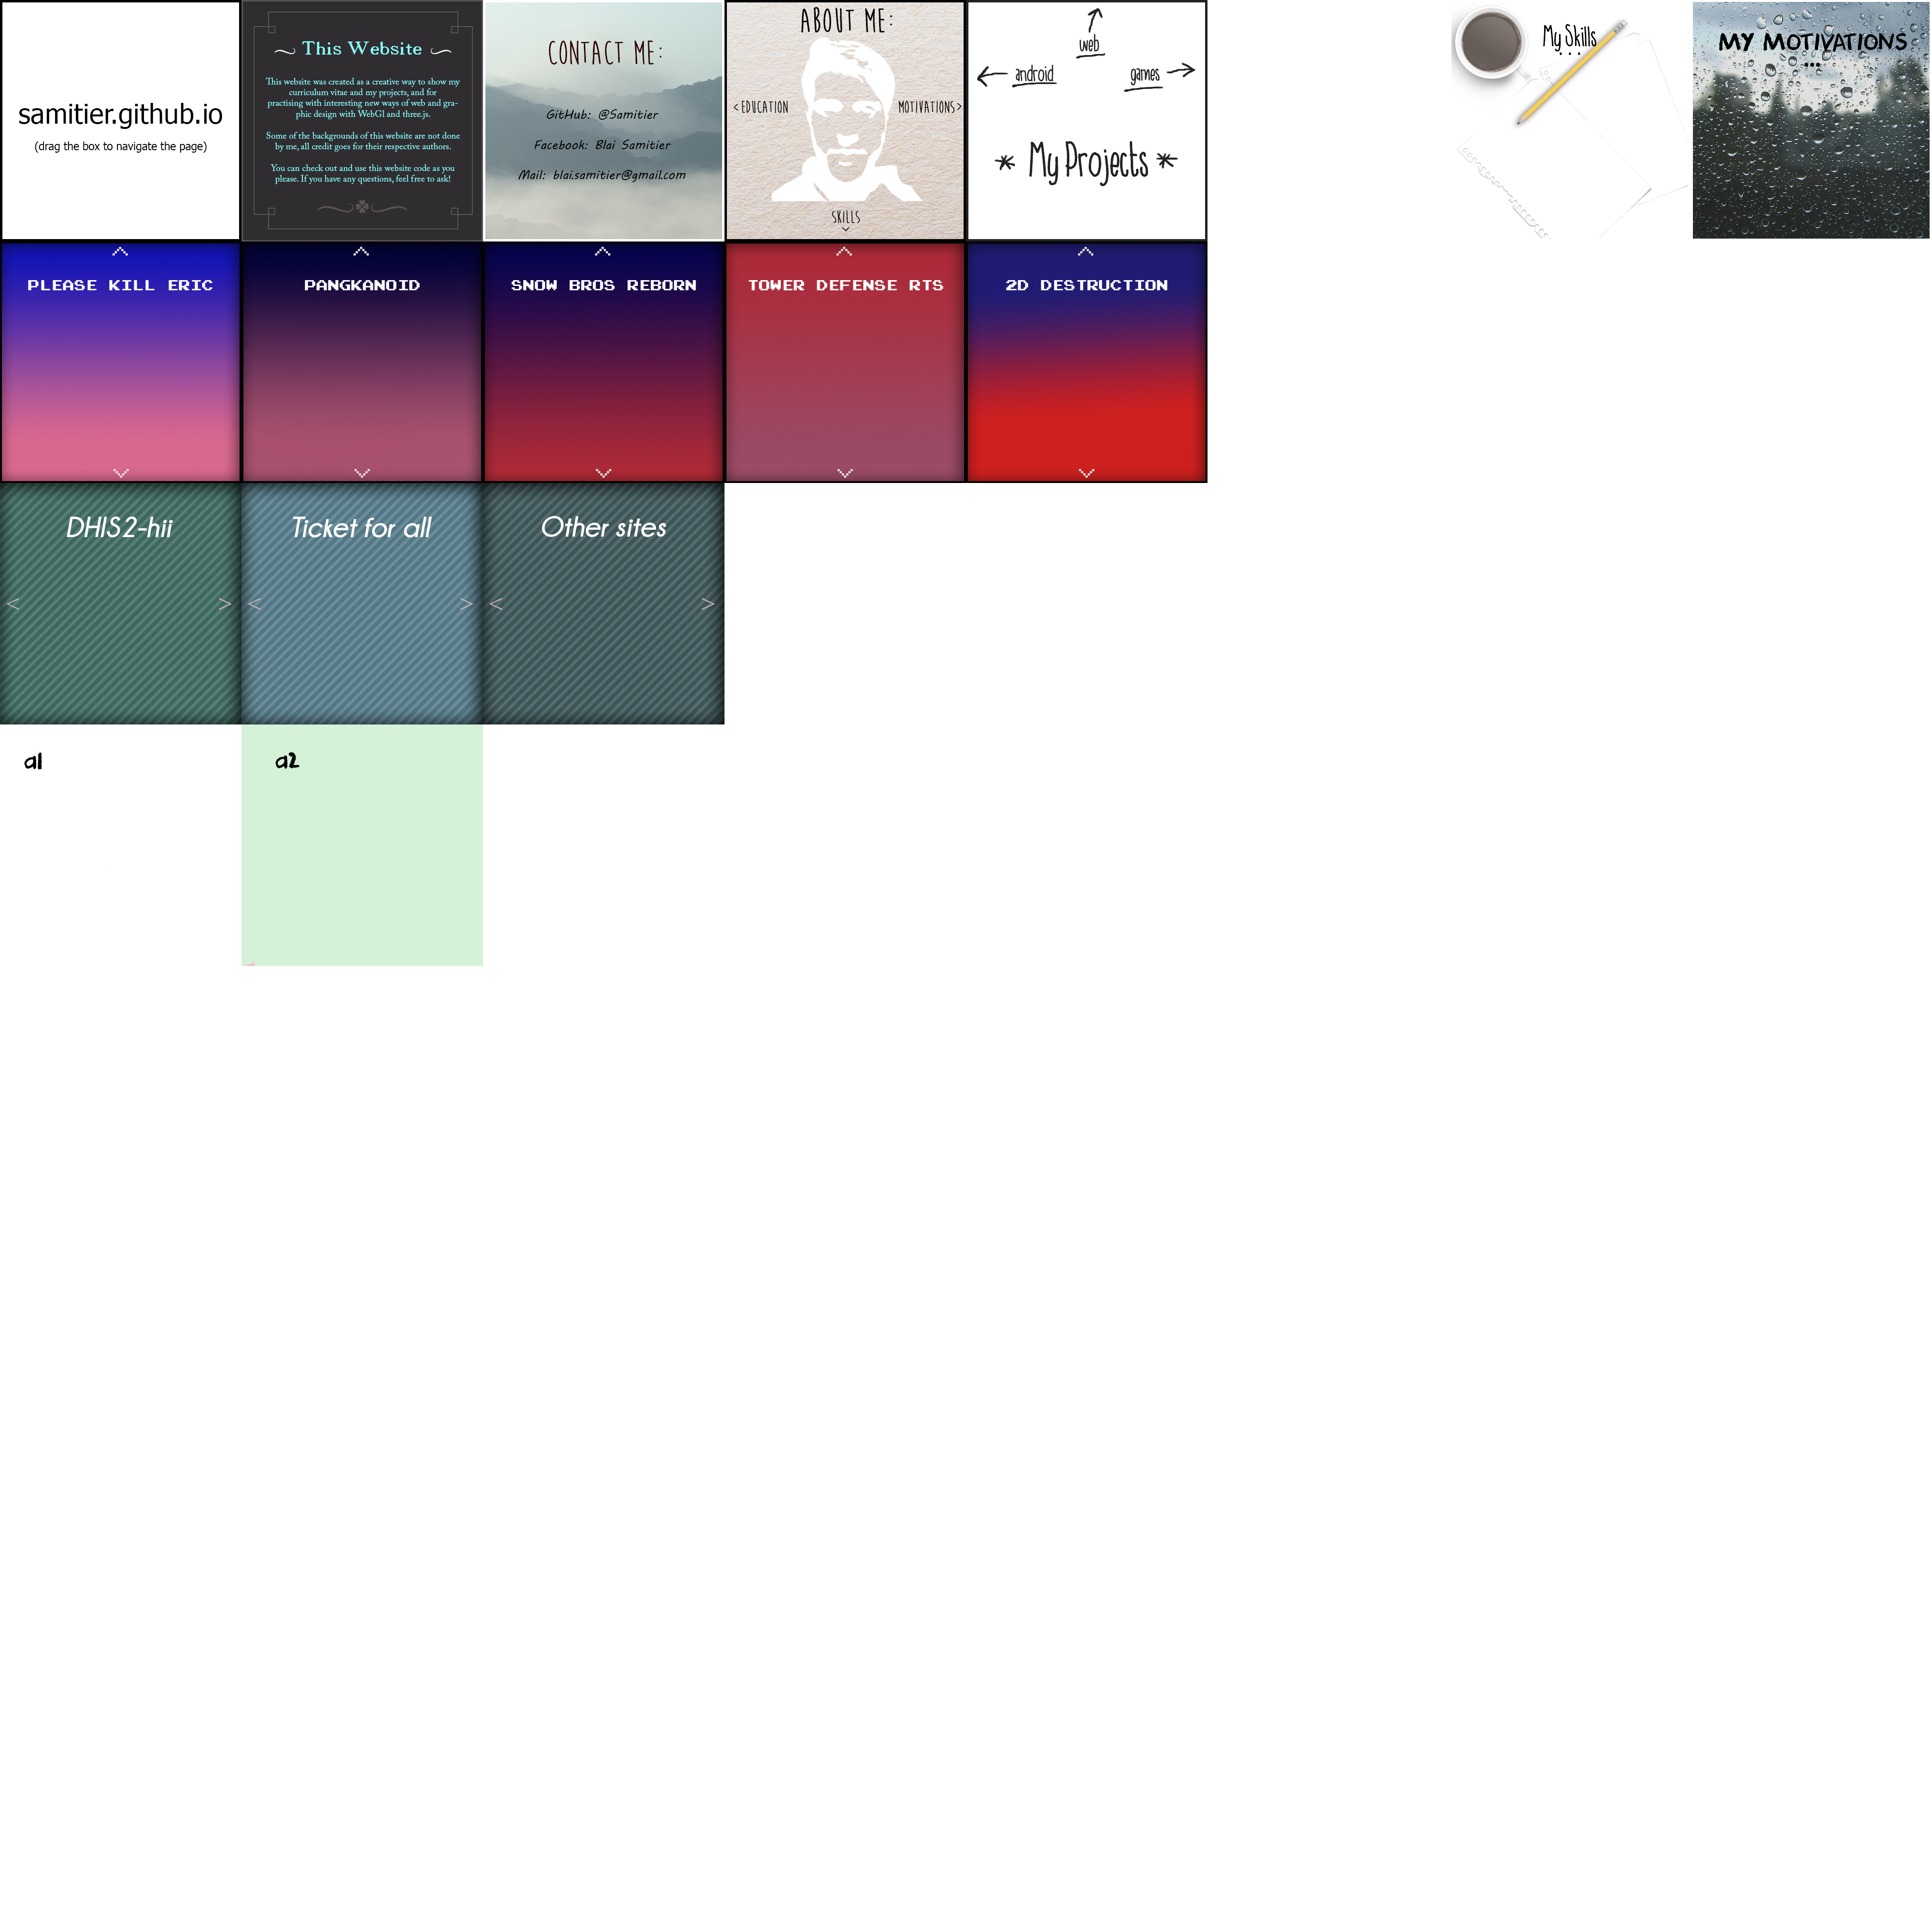 samitier.github.io
(drag the box to navigate the page)
This Website
This website was created as a creative way to show my
curriculum vitae and my projects, and for
practising with interesting new ways of web and gra-
phic design with WebGl and three.js.
Some of the backgrounds of this website are not done
by me, all credit goes for their respective authors.
You can check out and use this website code as you
please. If you have any questions, feel free to ask!
CONTACT ME:
GitHub: @Samitier
Facebook: Blai Samitier
Mail: blai.samitier@gmail.com
ABOUT ME:
< EDUCATION
MOTIVATIONS >
SKILLS
web
android
games
* My Projects *
My Skills
...
MY MOTIVATIONS
...
PLEASE KILL ERIC
PANGKANOID
SNOW BROS REBORN
TOWER DEFENSE RTS
2D DESTRUCTION
DHIS2-hii
< >
Ticket for all
< >
Other sites
< >
a1
a2